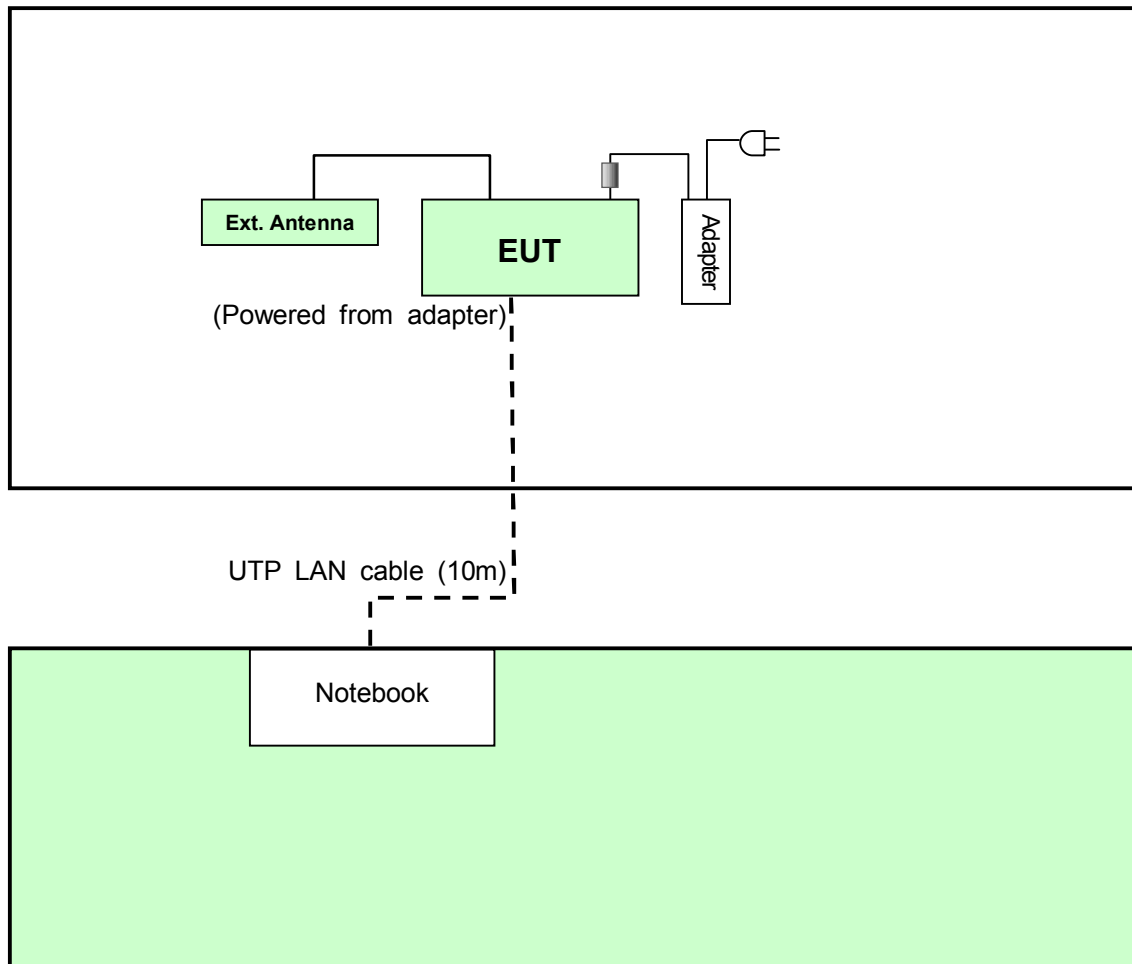 Ext. Antenna
EUT
Adapter
(Powered from adapter)
UTP LAN cable (10m)
Notebook